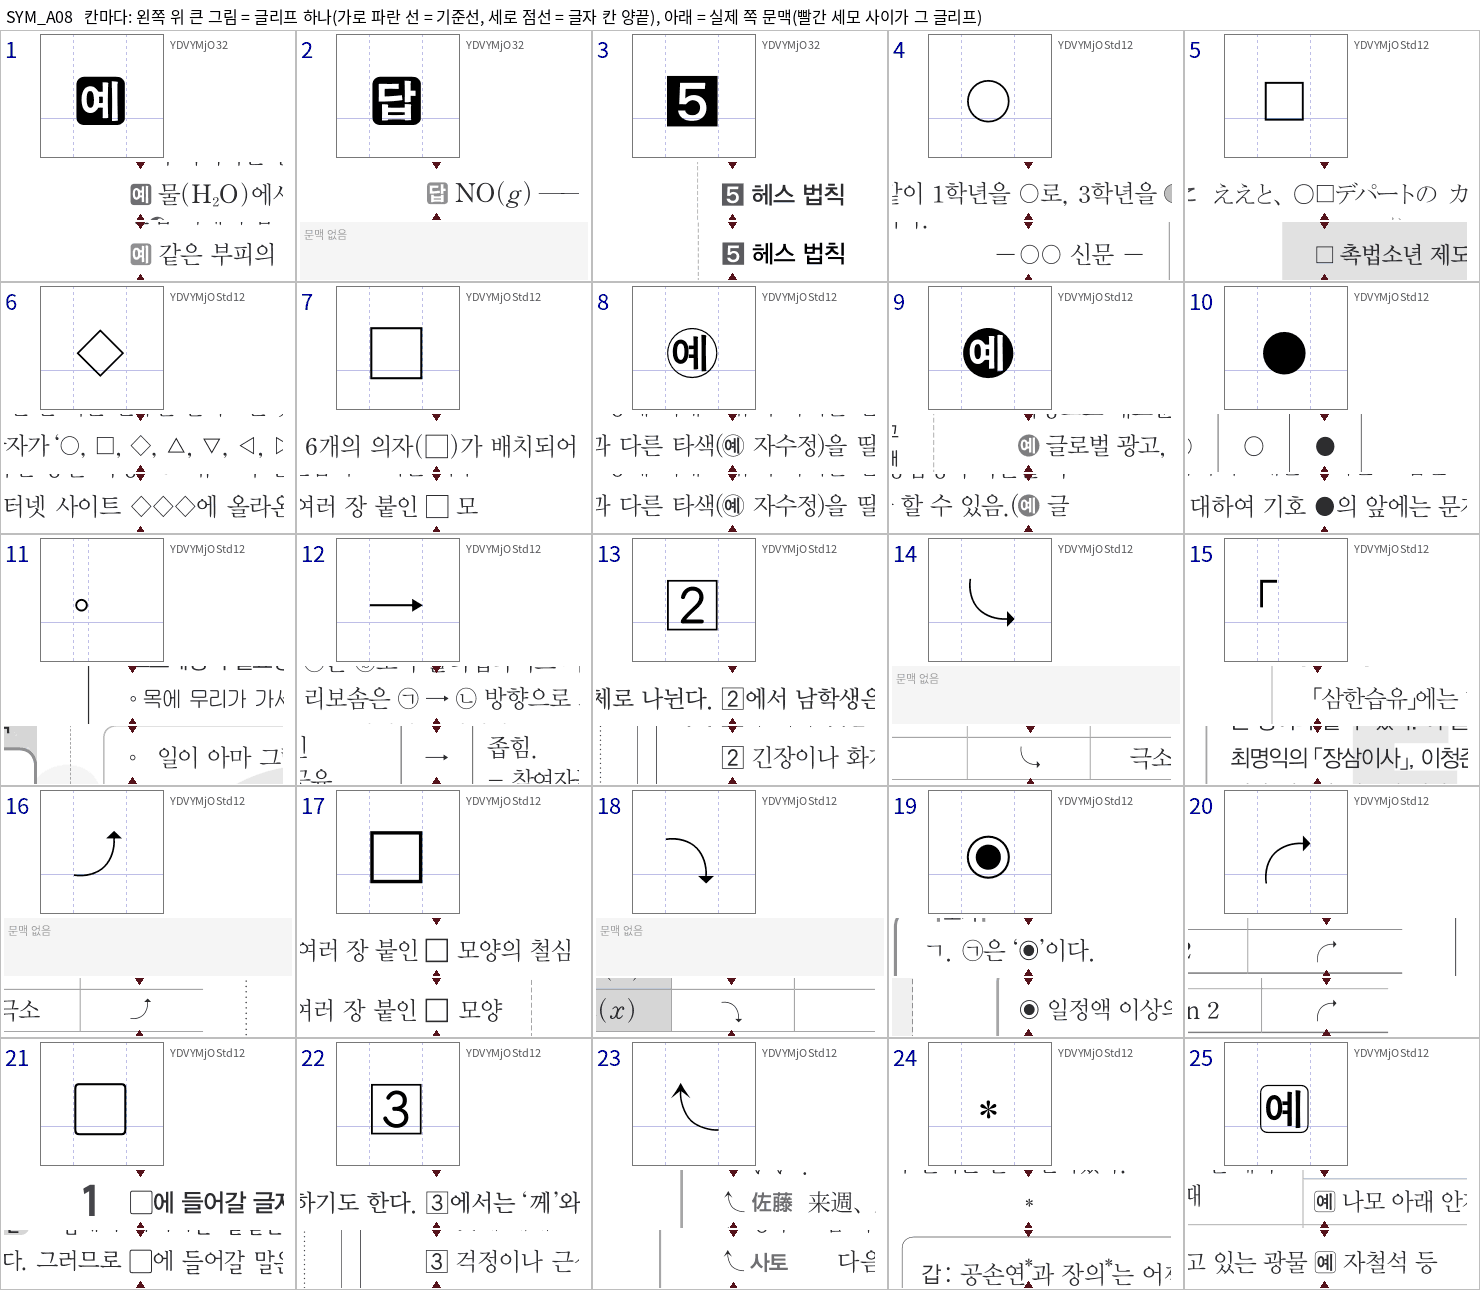 SYM_A08 칸마다: 왼쪽 위 큰 그림 = 글리프 하나(가로 파란 선 = 기준선, 세로 점선 = 글자 칸 양끝), 아래 = 실제 쪽 문맥(빨간 세모 사이가 그 글리프)
1 YDVYMjO32
예
예 물(H₂O)에서
예 같은 부피의
2 YDVYMjO32
답
답 NO(g) ──
문맥 없음
3 YDVYMjO32
5
5 헤스 법칙
5 헤스 법칙
4 YDVYMjOStd12
○
같이 1학년을 ○로, 3학년을
─ ○○ 신문 ─
5 YDVYMjOStd12
□
と ええと、○□デパートの カ
□ 촉법소년 제도
6 YDVYMjOStd12
◇
자가 ‘○, □, ◇, △, ▽, ◁, ▷
터넷 사이트 ◇◇◇에 올라온
7 YDVYMjOStd12
□
6개의 의자(□)가 배치되어
여러 장 붙인 □ 모
8 YDVYMjOStd12
예
과 다른 타색(예 자수정)을 띨
과 다른 타색(예 자수정)을 띨
9 YDVYMjOStd12
예
예 글로벌 광고,
할 수 있음.(예 글
10 YDVYMjOStd12
●
○ ●
대하여 기호 ●의 앞에는 문자
11 YDVYMjOStd12
∘
∘ 목에 무리가 가서
∘ 일이 아마 그
12 YDVYMjOStd12
→
리보솜은 ㉠ → ㉡ 방향으로
→ 좁힘.
13 YDVYMjOStd12
2
체로 나뉜다. 2에서 남학생은
2 긴장이나 화가
14 YDVYMjOStd12
문맥 없음
극소
15 YDVYMjOStd12
「
「삼한습유」에는
최명익의 「장삼이사」, 이청준
16 YDVYMjOStd12
문맥 없음
극소
17 YDVYMjOStd12
□
여러 장 붙인 □ 모양의 철심
여러 장 붙인 □ 모양
18 YDVYMjOStd12
문맥 없음
(x)
19 YDVYMjOStd12
◉
ㄱ. ㉠은 ‘◉’이다.
◉ 일정액 이상의
20 YDVYMjOStd12
2
n 2
21 YDVYMjOStd12
□
1 □에 들어갈 글자
다. 그러므로 □에 들어갈 말은
22 YDVYMjOStd12
3
하기도 한다. 3에서는 ‘께’와
3 걱정이나 근
23 YDVYMjOStd12
佐藤 来週、
사토 다음
24 YDVYMjOStd12
*
*
갑: 공손연*과 장의*는 어
25 YDVYMjOStd12
예
예 나모 아래 안
고 있는 광물 예 자철석 등